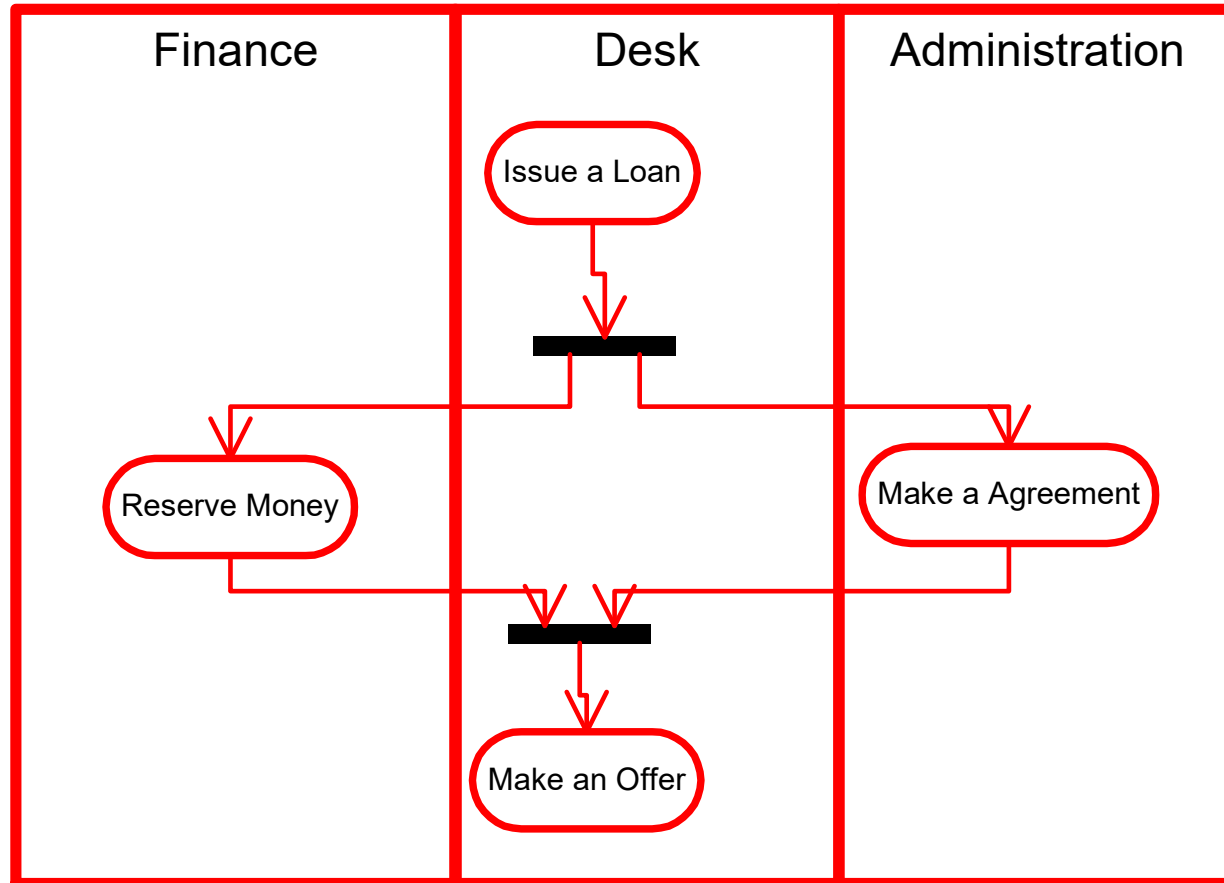 Finance
Desk
Administration
Issue a Loan
Reserve Money
Make a Agreement
Make an Offer